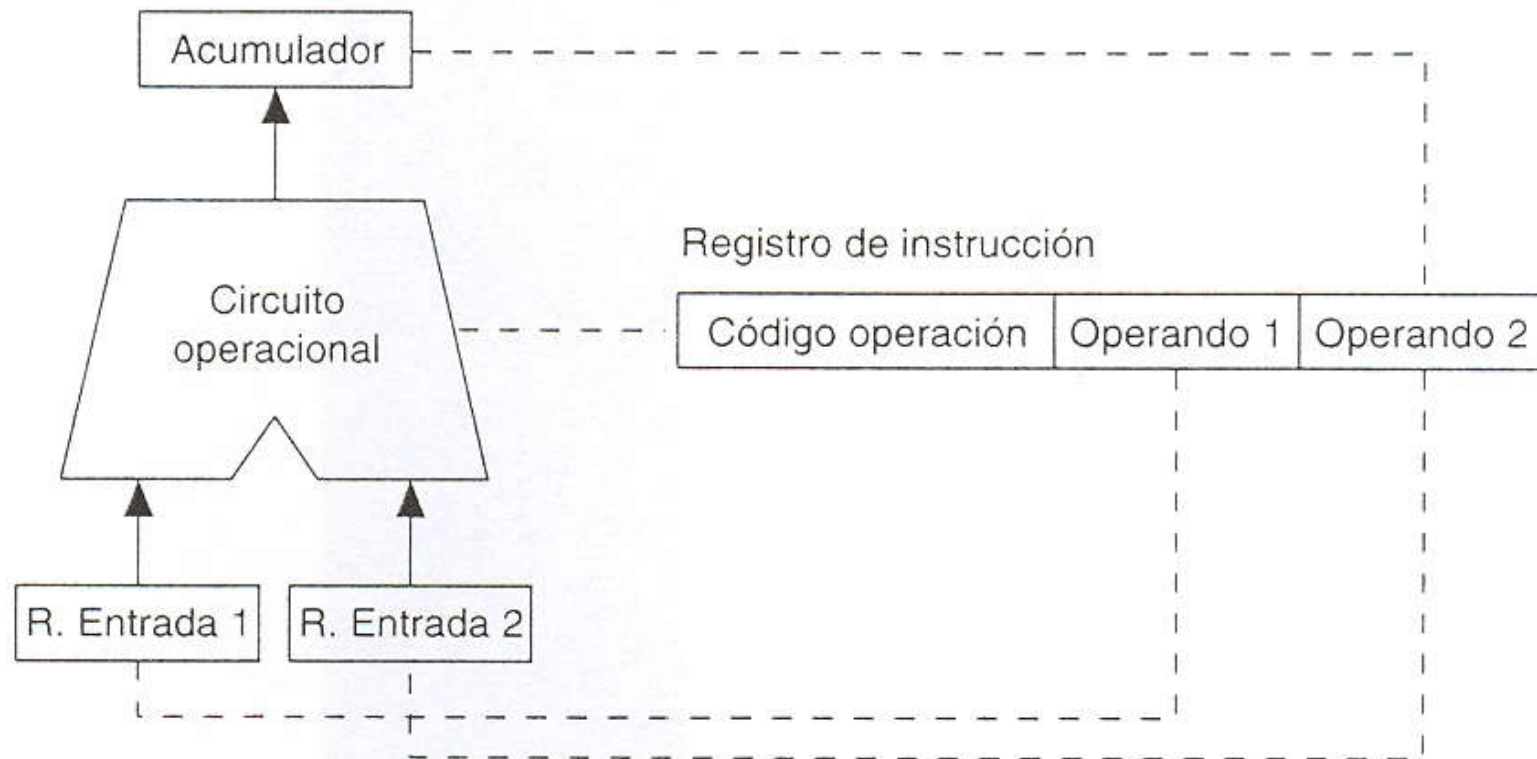 Acumulador
Registro de instrucción
Circuito
operacional
Código operación
Operando 1
Operando 2
R. Entrada 1
R. Entrada 2